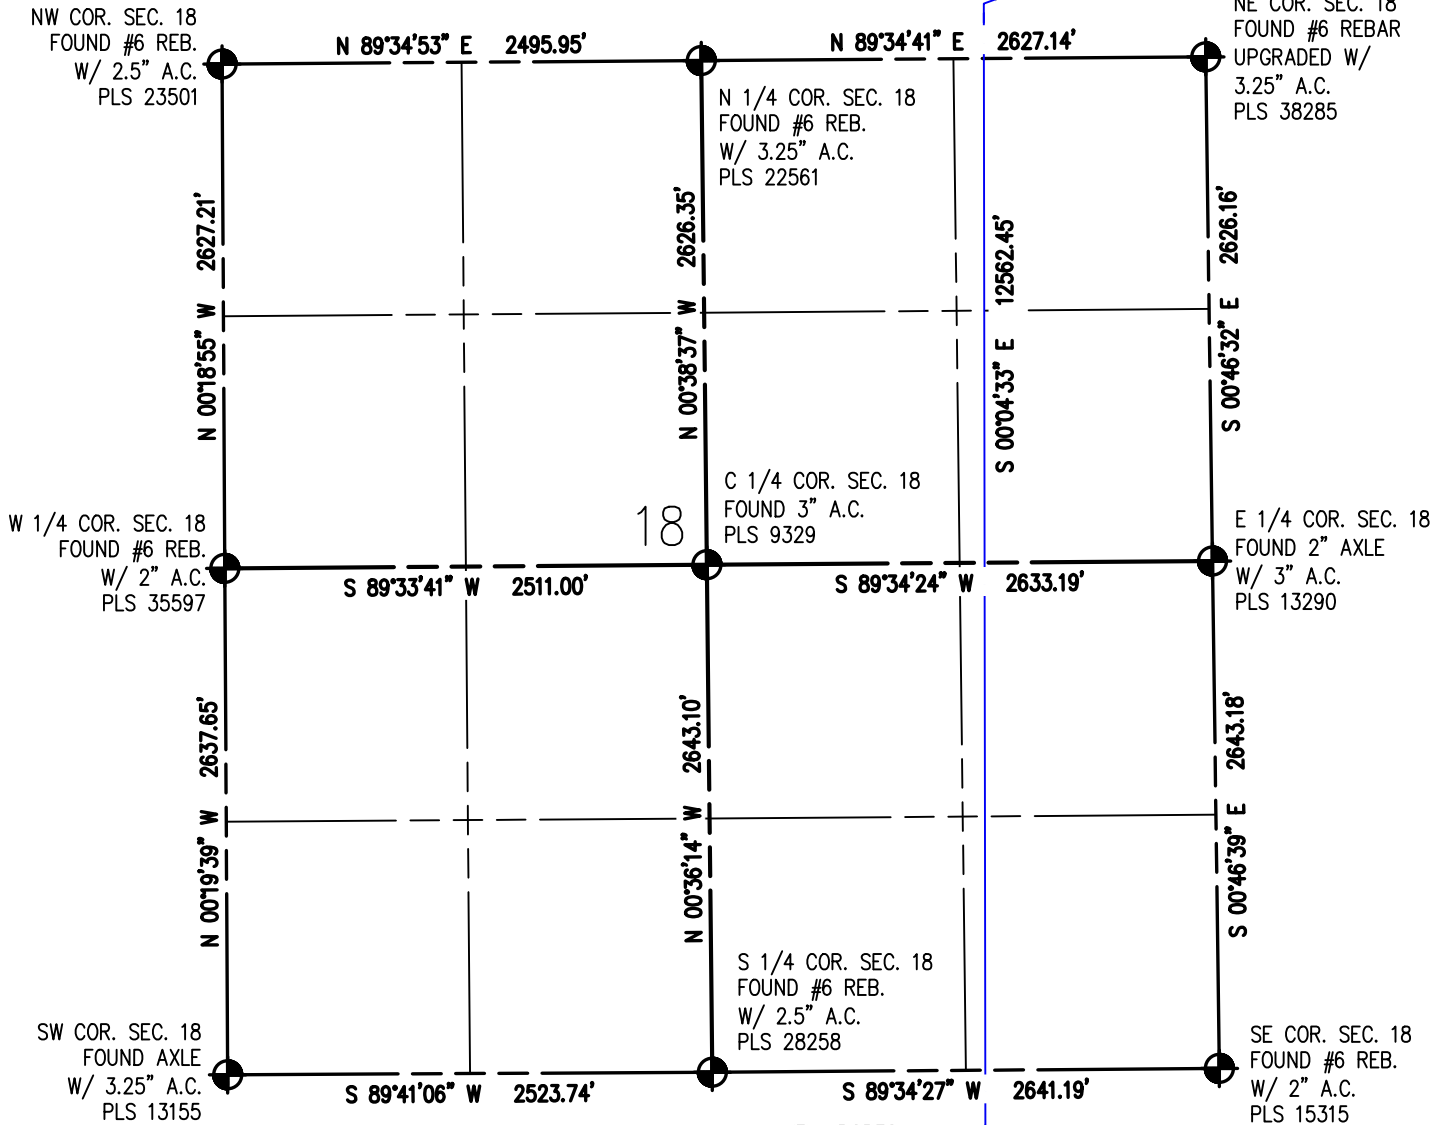 NW COR. SEC. 18
FOUND #6 REB.
W/ 2.5" A.C.
PLS 23501
N 89°34'53" E 2495.95'
N 89°34'41" E 2627.14'
NE COR. SEC. 18
FOUND #6 REBAR
UPGRADED W/
3.25" A.C.
PLS 38285
N 1/4 COR. SEC. 18
FOUND #6 REB.
W/ 3.25" A.C.
PLS 22561
N 00°18'55" W 2627.21'
N 00°38'37" W 2626.35'
S 00°04'33" E 12562.45'
S 00°46'32" E 2626.16'
W 1/4 COR. SEC. 18
FOUND #6 REB.
W/ 2" A.C.
PLS 35597
18
C 1/4 COR. SEC. 18
FOUND 3" A.C.
PLS 9329
E 1/4 COR. SEC. 18
FOUND 2" AXLE
W/ 3" A.C.
PLS 13290
S 89°33'41" W 2511.00'
S 89°34'24" W 2633.19'
N 00°19'39" W 2637.65'
N 00°36'14" W 2643.10'
S 00°46'39" E 2643.18'
S 1/4 COR. SEC. 18
FOUND #6 REB.
W/ 2.5" A.C.
PLS 28258
SW COR. SEC. 18
FOUND AXLE
W/ 3.25" A.C.
PLS 13155
S 89°41'06" W 2523.74'
S 89°34'27" W 2641.19'
SE COR. SEC. 18
FOUND #6 REB.
W/ 2" A.C.
PLS 15315